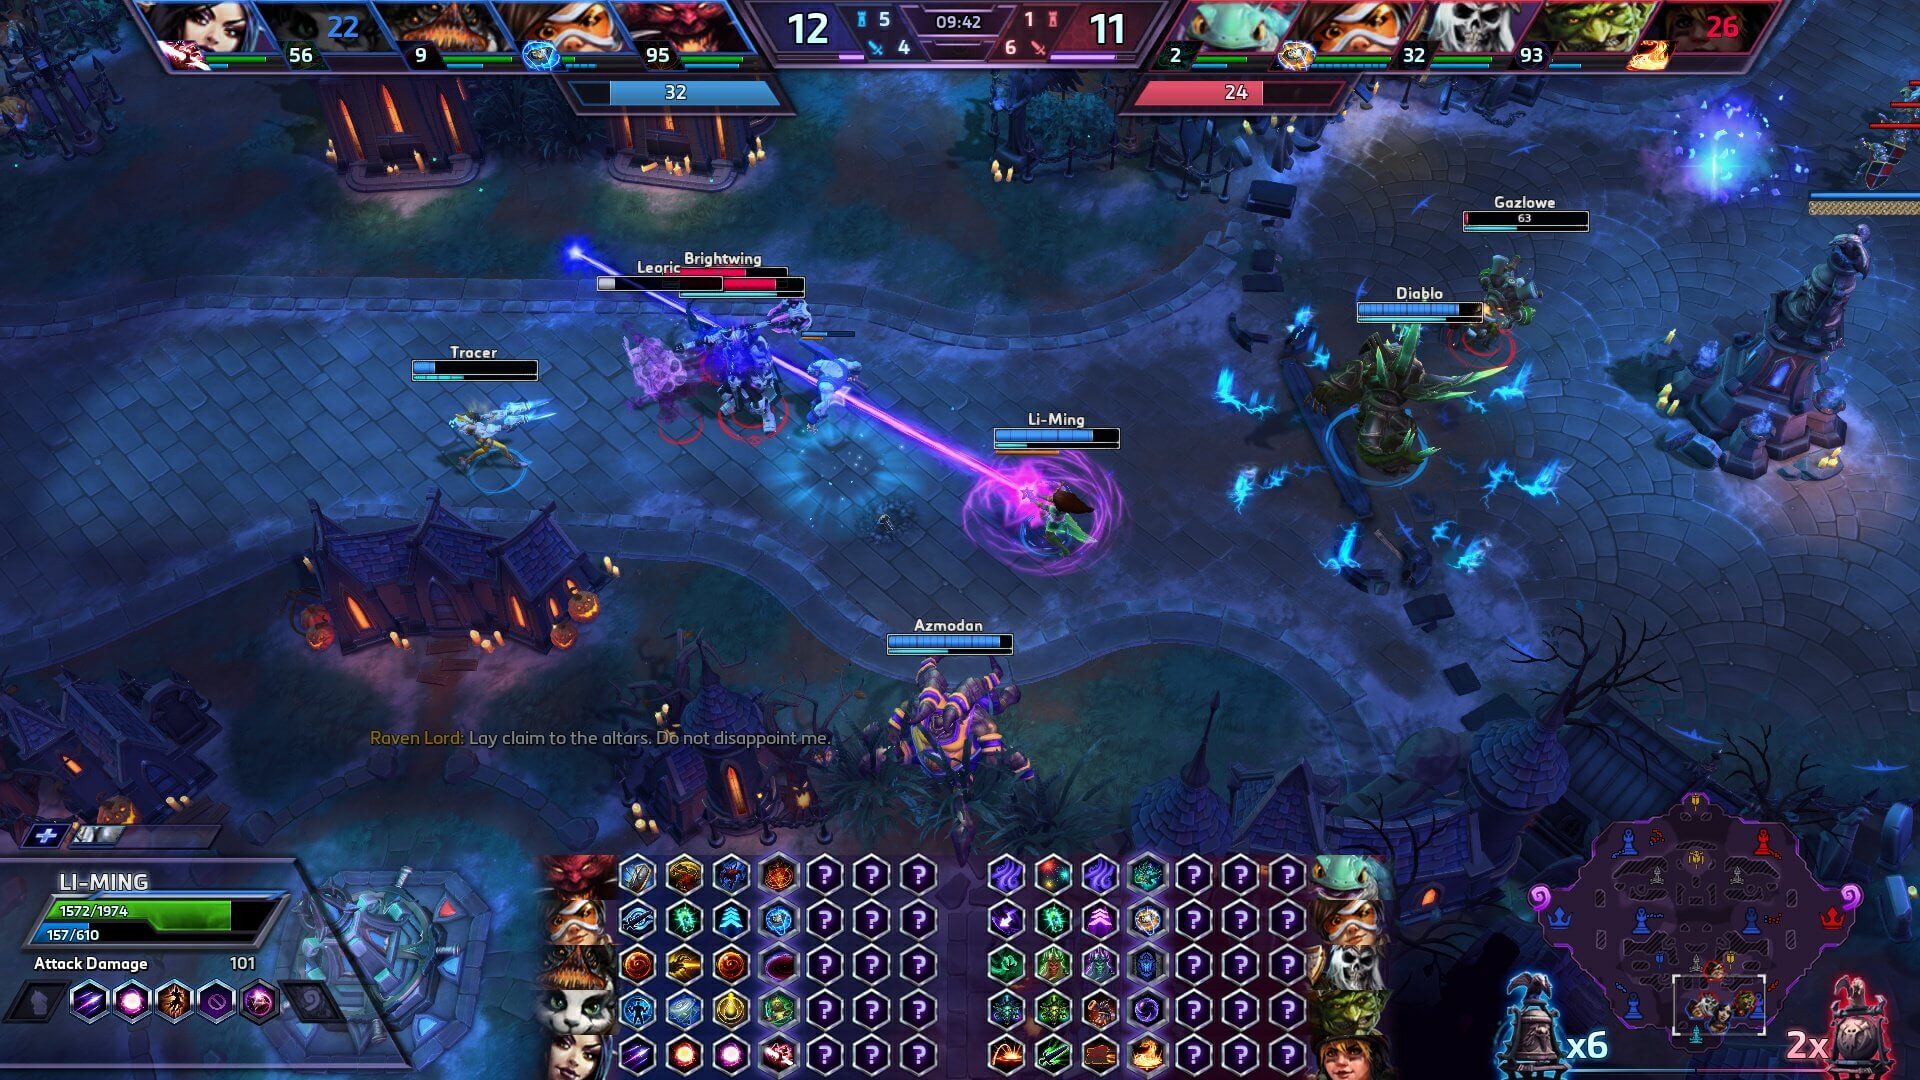 22
56
9
95
12
5
4
09:42
1
6
11
2
32
93
26
32
24
Gazlowe
63
Brightwing
Leoric
Diablo
Tracer
Li-Ming
Azmodan
Raven Lord: Lay claim to the altars. Do not disappoint me.
LI-MING
1572/1974
157/610
Attack Damage 101
? ? ? ? ? ?
? ? ? ? ? ?
? ? ? ? ? ?
? ? ? ? ? ?
? ? ? ? ? ?
x6
2x